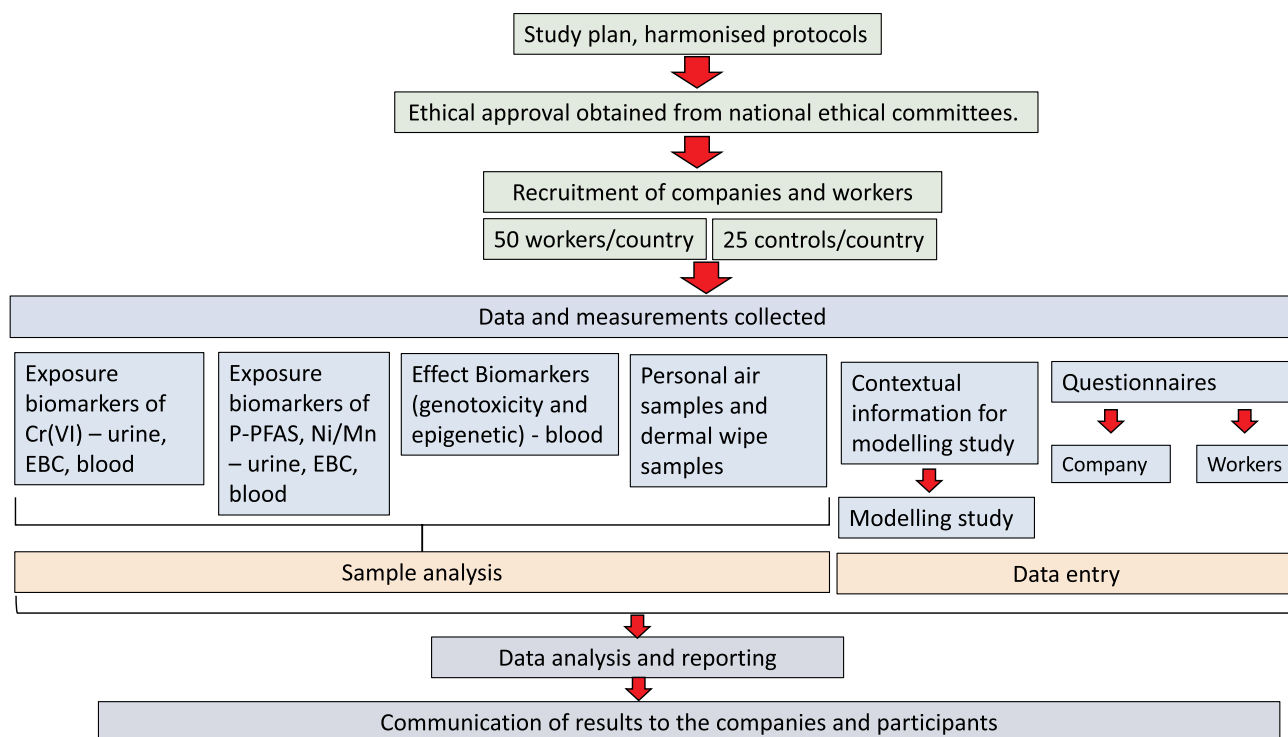 Study plan, harmonised protocols
Ethical approval obtained from national ethical committees.
Recruitment of companies and workers
50 workers/country
25 controls/country
Data and measurements collected
Exposure
biomarkers of
Cr(VI) – urine,
EBC, blood
Exposure
biomarkers of
P-PFAS, Ni/Mn
– urine, EBC,
blood
Effect Biomarkers
(genotoxicity and
epigenetic) - blood
Personal air
samples and
dermal wipe
samples
Contextual
information for
modelling study
Modelling study
Questionnaires
Company
Workers
Sample analysis
Data entry
Data analysis and reporting
Communication of results to the companies and participants